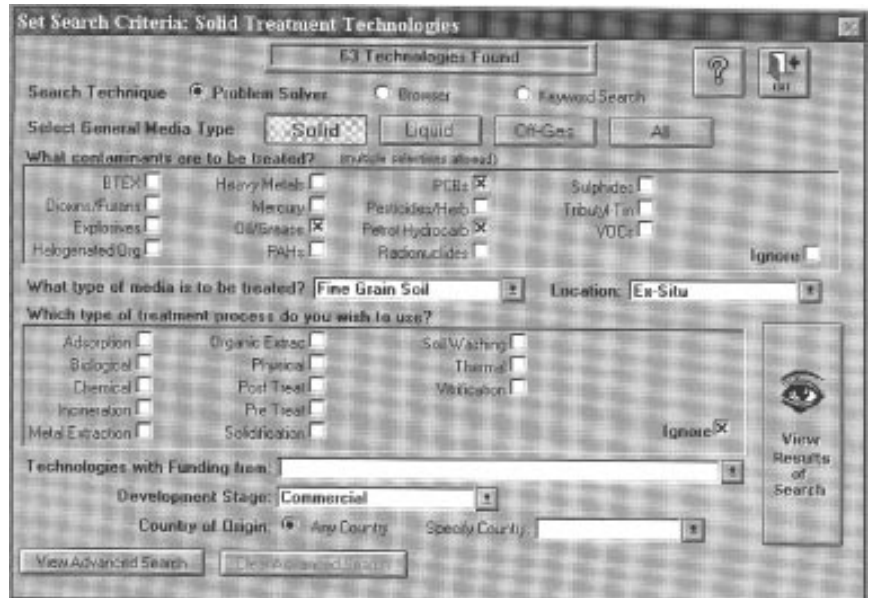 Set Search Criteria: Solid Treatment Technologies
63 Technologies Found
?
Search Technique Problem Solver Browser Keyword Search
Exit
Select General Media Type Solid Liquid Off-Gas All
What contaminants are to be treated? (multiple selections allowed)
BTEX Heavy Metals PCBs Sulphides
Dioxins/Furans Mercury Pesticides/Herb Tributyl Tin
Explosives Oil/Grease Petrol Hydrocarb VOCs
Halogenated Org PAHs Radionuclides Ignore
What type of media is to be treated? Fine Grain Soil Location: Ex-Situ
Which type of treatment process do you wish to use?
Adsorption Organic Extrac Soil Washing
Biological Physical Thermal
Chemical Post Treat Vitrification
Incineration Pre Treat
Metal Extraction Solidification Ignore
View
Results
of
Search
Technologies with Funding from:
Development Stage: Commercial
Country of Origin: Any Country Specify Country:
View Advanced Search Clear Advanced Search